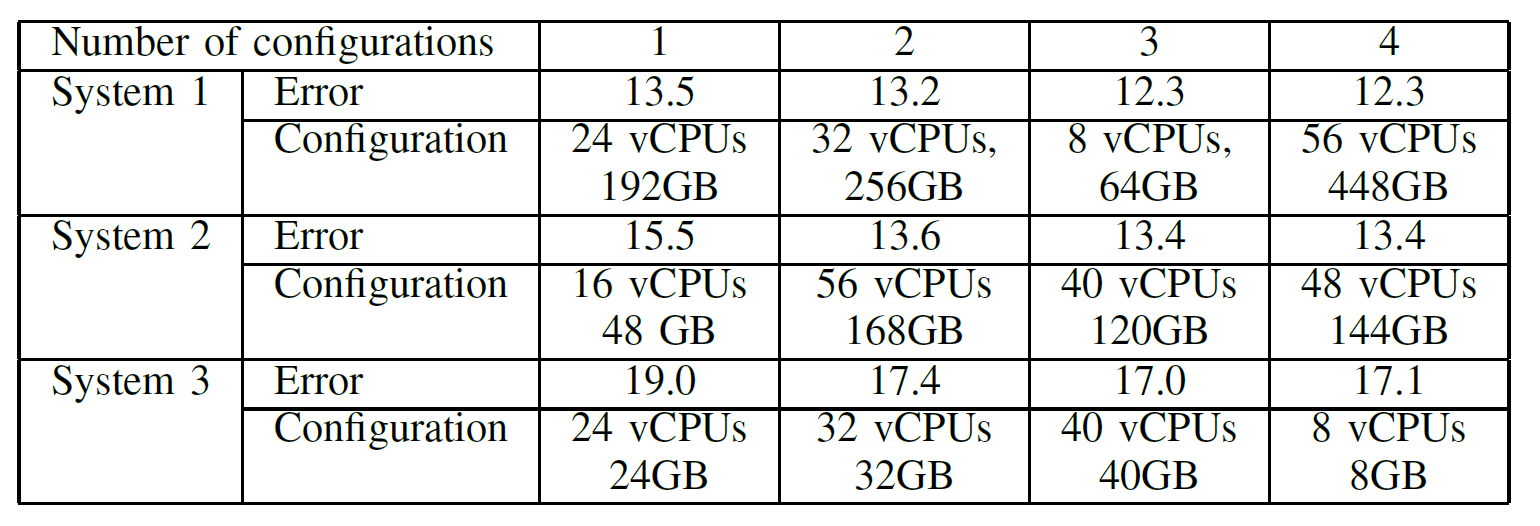 Number of configurations 1 2 3 4
System 1 Error 13.5 13.2 12.3 12.3
Configuration 24 vCPUs 32 vCPUs, 8 vCPUs, 56 vCPUs
192GB 256GB 64GB 448GB
System 2 Error 15.5 13.6 13.4 13.4
Configuration 16 vCPUs 56 vCPUs 40 vCPUs 48 vCPUs
48 GB 168GB 120GB 144GB
System 3 Error 19.0 17.4 17.0 17.1
Configuration 24 vCPUs 32 vCPUs 40 vCPUs 8 vCPUs
24GB 32GB 40GB 8GB